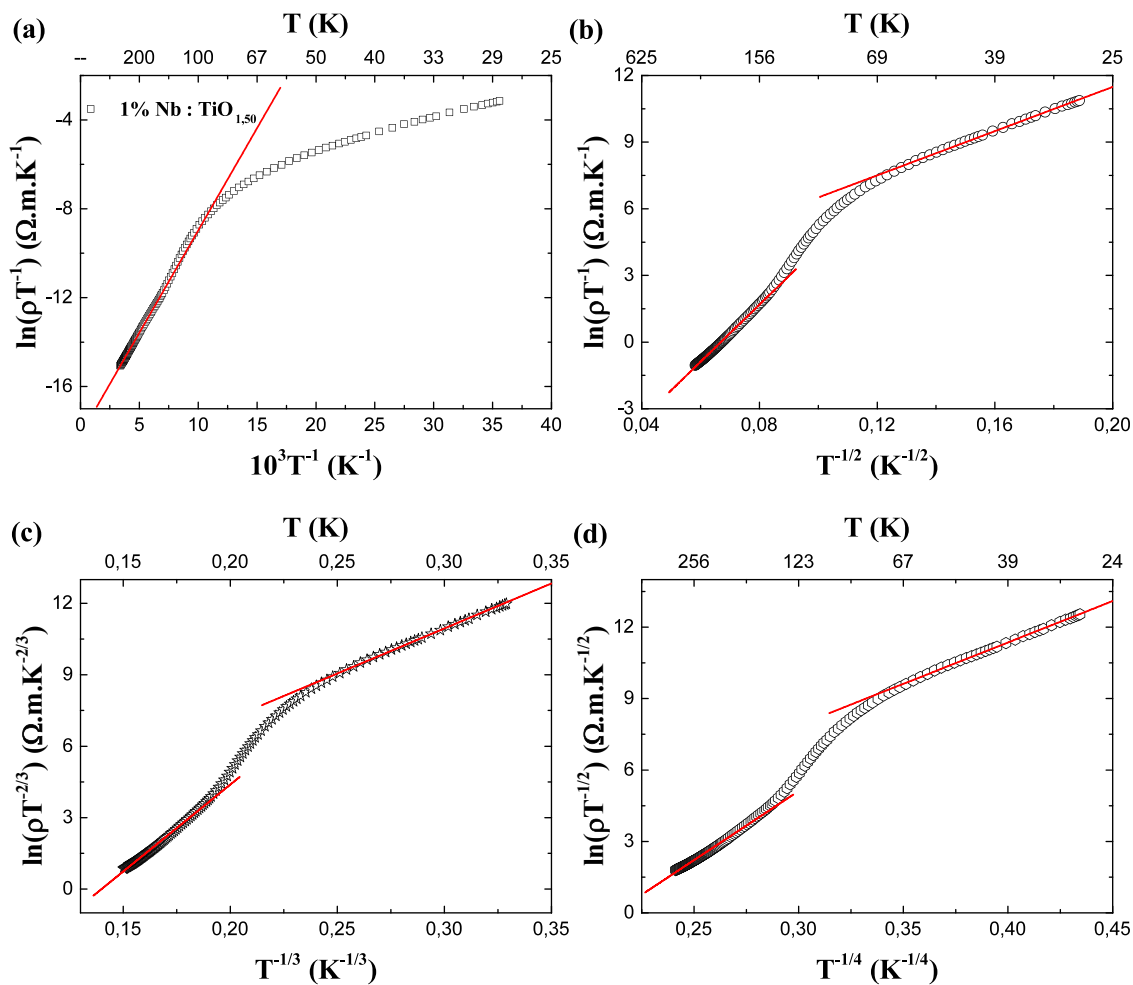 (a)
T (K)
-- 200 100 67 50 40 33 29 25
1% Nb : TiO1,50
ln(ρT-1) (Ω.m.K-1)
-4
-8
-12
-16
0 5 10 15 20 25 30 35 40
10³T-1 (K-1)
(b)
T (K)
625 156 69 39 25
ln(ρT-1) (Ω.m.K-1)
12
9
6
3
0
-3
0,04 0,08 0,12 0,16 0,20
T-1/2 (K-1/2)
(c)
T (K)
0,15 0,20 0,25 0,30 0,35
ln(ρT-2/3) (Ω.m.K-2/3)
12
9
6
3
0
0,15 0,20 0,25 0,30 0,35
T-1/3 (K-1/3)
(d)
T (K)
256 123 67 39 24
ln(ρT-1/2) (Ω.m.K-1/2)
12
9
6
3
0
0,25 0,30 0,35 0,40 0,45
T-1/4 (K-1/4)